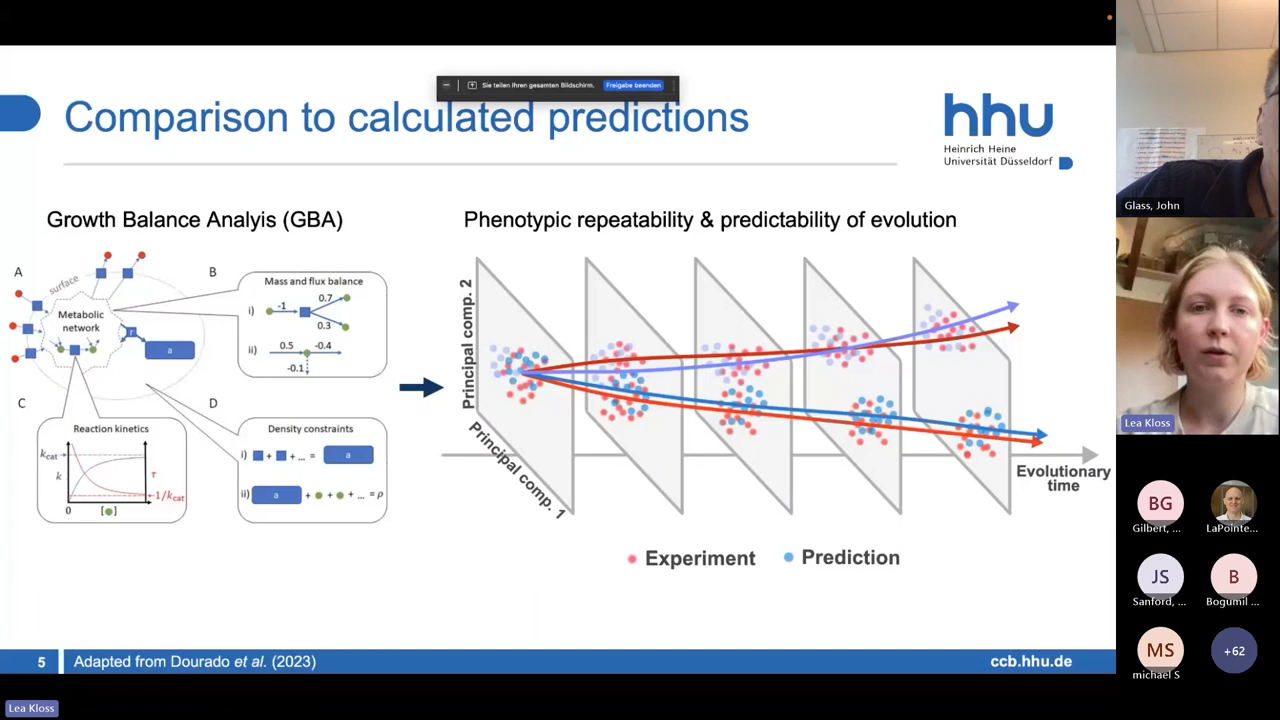 Sie teilen Ihren gesamten Bildschirm. Freigabe beenden
Comparison to calculated predictions
hhu
Heinrich Heine
Universität Düsseldorf
Growth Balance Analyis (GBA)
A
surface
Metabolic
network
r
a
B
Mass and flux balance
i)
-1
0.7
0.3
ii)
0.5
-0.4
-0.1
C
Reaction kinetics
kcat
k
τ
1/kcat
0
[ ]
D
Density constraints
i) + + ... = a
ii) a + + + ... = ρ
Phenotypic repeatability & predictability of evolution
Principal comp. 2
Principal comp. 1
Evolutionary
time
Experiment
Prediction
5
Adapted from Dourado et al. (2023)
ccb.hhu.de
Lea Kloss
Glass, John
Lea Kloss
BG
Gilbert, ...
LaPointe...
JS
Sanford, ...
B
Bogumil ...
MS
michael S
+62